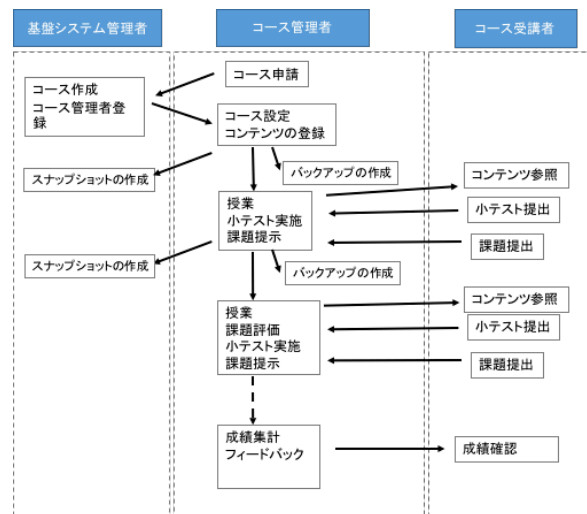 基盤システム管理者
コース管理者
コース受講者
コース申請
コース作成
コース管理者登
録
コース設定
コンテンツの登録
スナップショットの作成
バックアップの作成
コンテンツ参照
授業
小テスト実施
課題提示
小テスト提出
課題提出
スナップショットの作成
バックアップの作成
授業
課題評価
小テスト実施
課題提示
コンテンツ参照
小テスト提出
課題提出
成績集計
フィードバック
成績確認